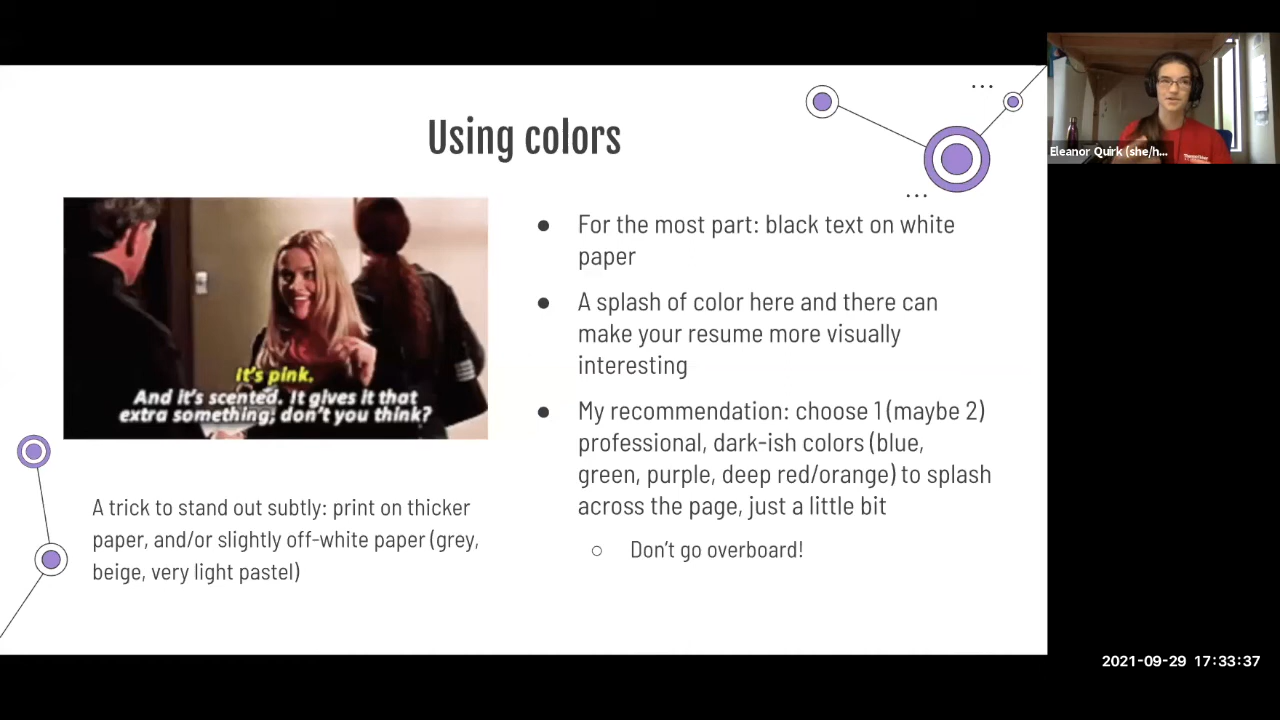 Using colors
It's pink.
And it's scented. It gives it that
extra something, don't you think?
A trick to stand out subtly: print on thicker
paper, and/or slightly off-white paper (grey,
beige, very light pastel)
● For the most part: black text on white
paper
● A splash of color here and there can
make your resume more visually
interesting
● My recommendation: choose 1 (maybe 2)
professional, dark-ish colors (blue,
green, purple, deep red/orange) to splash
across the page, just a little bit
○ Don't go overboard!
Eleanor Quirk (she/h...
2021-09-29 17:33:37